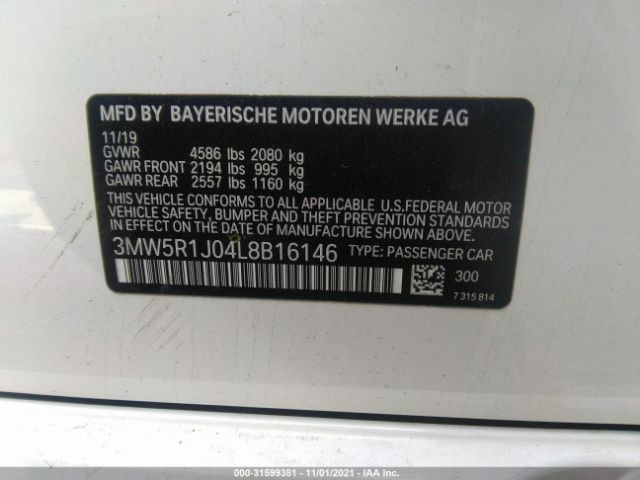 MFD BY BAYERISCHE MOTOREN WERKE AG
11/19
GVWR 4586 lbs 2080 kg
GAWR FRONT 2194 lbs 995 kg
GAWR REAR 2557 lbs 1160 kg
THIS VEHICLE CONFORMS TO ALL APPLICABLE U.S.FEDERAL MOTOR
VEHICLE SAFETY, BUMPER AND THEFT PREVENTION STANDARDS
IN EFFECT ON THE DATE OF MANUFACTURE SHOWN ABOVE.
3MW5R1J04L8B16146 TYPE: PASSENGER CAR
300
7 315 814
000-31599381 - 11/01/2021 - IAA Inc.